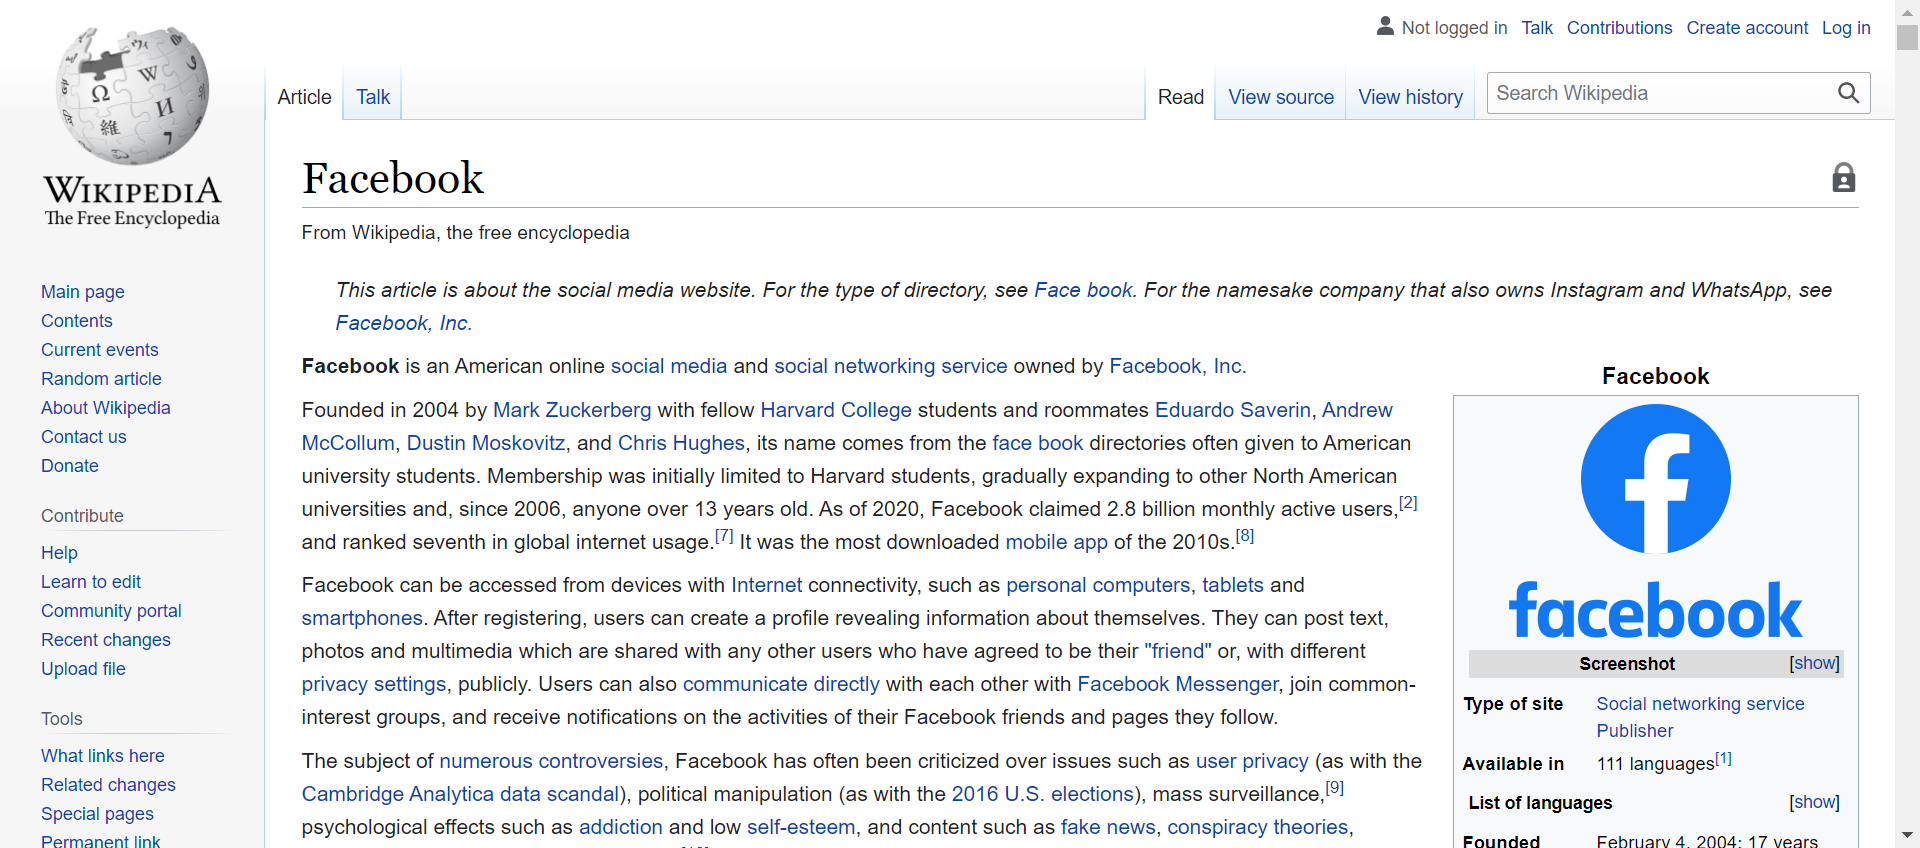 Not logged in Talk Contributions Create account Log in
Article Talk Read View source View history Search Wikipedia
WIKIPEDIA
The Free Encyclopedia
Main page
Contents
Current events
Random article
About Wikipedia
Contact us
Donate
Contribute
Help
Learn to edit
Community portal
Recent changes
Upload file
Tools
What links here
Related changes
Special pages
Permanent link
Facebook
From Wikipedia, the free encyclopedia
This article is about the social media website. For the type of directory, see Face book. For the namesake company that also owns Instagram and WhatsApp, see
Facebook, Inc.
Facebook is an American online social media and social networking service owned by Facebook, Inc.
Founded in 2004 by Mark Zuckerberg with fellow Harvard College students and roommates Eduardo Saverin, Andrew
McCollum, Dustin Moskovitz, and Chris Hughes, its name comes from the face book directories often given to American
university students. Membership was initially limited to Harvard students, gradually expanding to other North American
universities and, since 2006, anyone over 13 years old. As of 2020, Facebook claimed 2.8 billion monthly active users,[2]
and ranked seventh in global internet usage.[7] It was the most downloaded mobile app of the 2010s.[8]
Facebook can be accessed from devices with Internet connectivity, such as personal computers, tablets and
smartphones. After registering, users can create a profile revealing information about themselves. They can post text,
photos and multimedia which are shared with any other users who have agreed to be their "friend" or, with different
privacy settings, publicly. Users can also communicate directly with each other with Facebook Messenger, join common-
interest groups, and receive notifications on the activities of their Facebook friends and pages they follow.
The subject of numerous controversies, Facebook has often been criticized over issues such as user privacy (as with the
Cambridge Analytica data scandal), political manipulation (as with the 2016 U.S. elections), mass surveillance,[9]
psychological effects such as addiction and low self-esteem, and content such as fake news, conspiracy theories,
Facebook
facebook
Screenshot [show]
Type of site Social networking service
Publisher
Available in 111 languages[1]
List of languages [show]
Founded February 4, 2004; 17 years